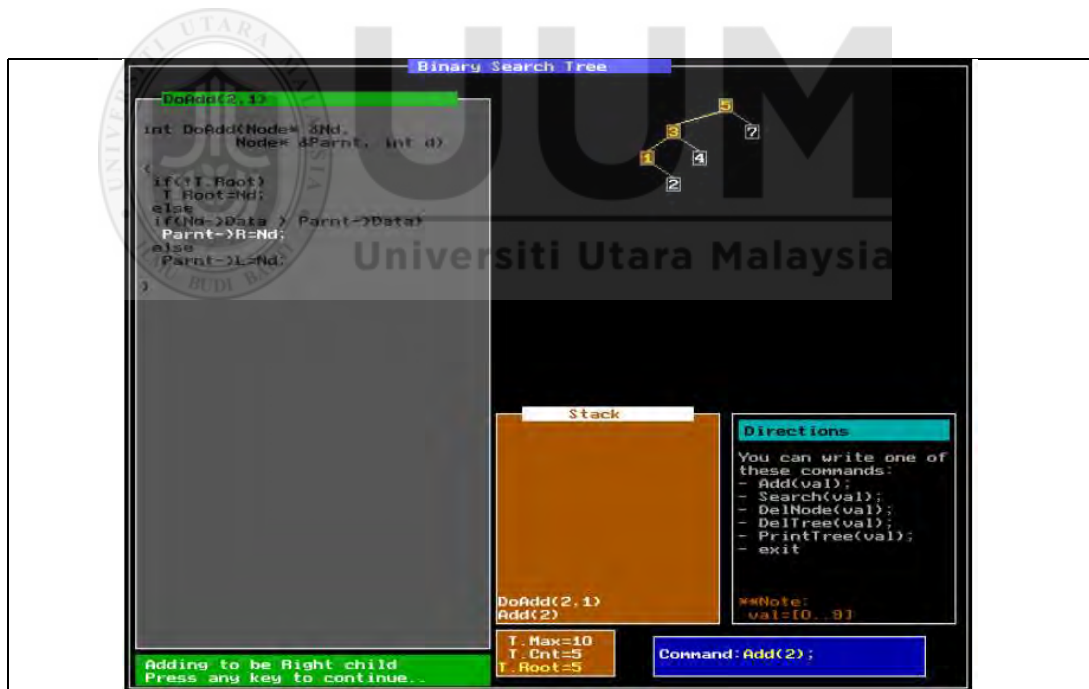 UTARA
UUM
Universiti Utara Malaysia
BUDI
Binary Search Tree
DoAdd(2,1)
int DoAdd(Node* &Nd,
Node* &Parnt, int d)
{
if(!T.Root)
T.Root=Nd;
else
if(Nd->Data > Parnt->Data)
Parnt->R=Nd;
else
Parnt->L=Nd;
}
5
3 7
1 4
2
Stack
DoAdd(2,1)
Add(2)
T.Max=10
T.Cnt=5
T.Root=5
Directions
You can write one of
these commands:
- Add(val);
- Search(val);
- DelNode(val);
- DelTree(val);
- PrintTree(val);
- exit
**Note:
val=[0..9]
Command:Add(2);
Adding to be Right child
Press any key to continue..